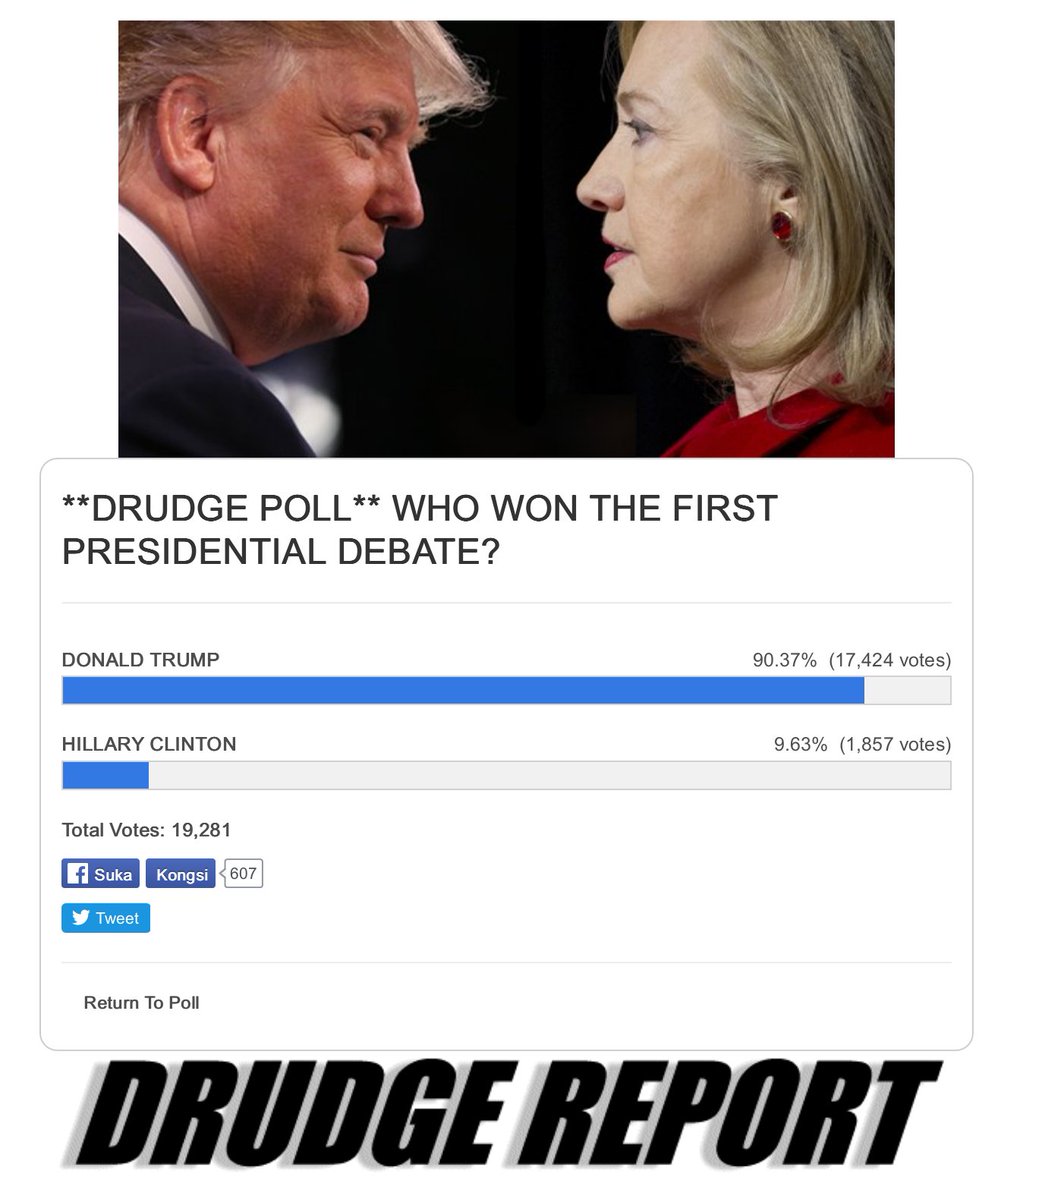 **DRUDGE POLL** WHO WON THE FIRST
PRESIDENTIAL DEBATE?
DONALD TRUMP 90.37% (17,424 votes)
HILLARY CLINTON 9.63% (1,857 votes)
Total Votes: 19,281
Suka Kongsi 607
Tweet
Return To Poll
DRUDGE REPORT